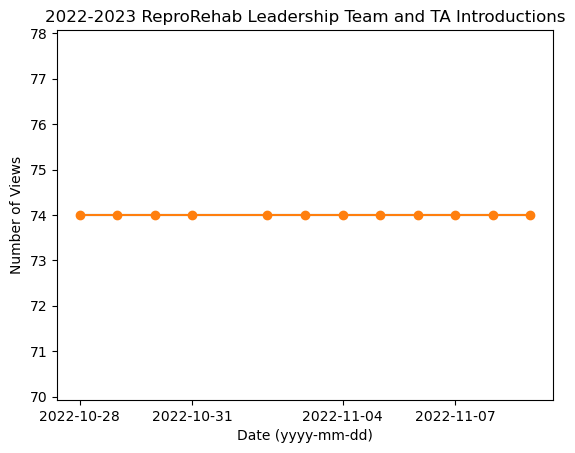 2022-2023 ReproRehab Leadership Team and TA Introductions
78
77
76
75
74
73
72
71
70
Number of Views
2022-10-28 2022-10-31 2022-11-04 2022-11-07
Date (yyyy-mm-dd)